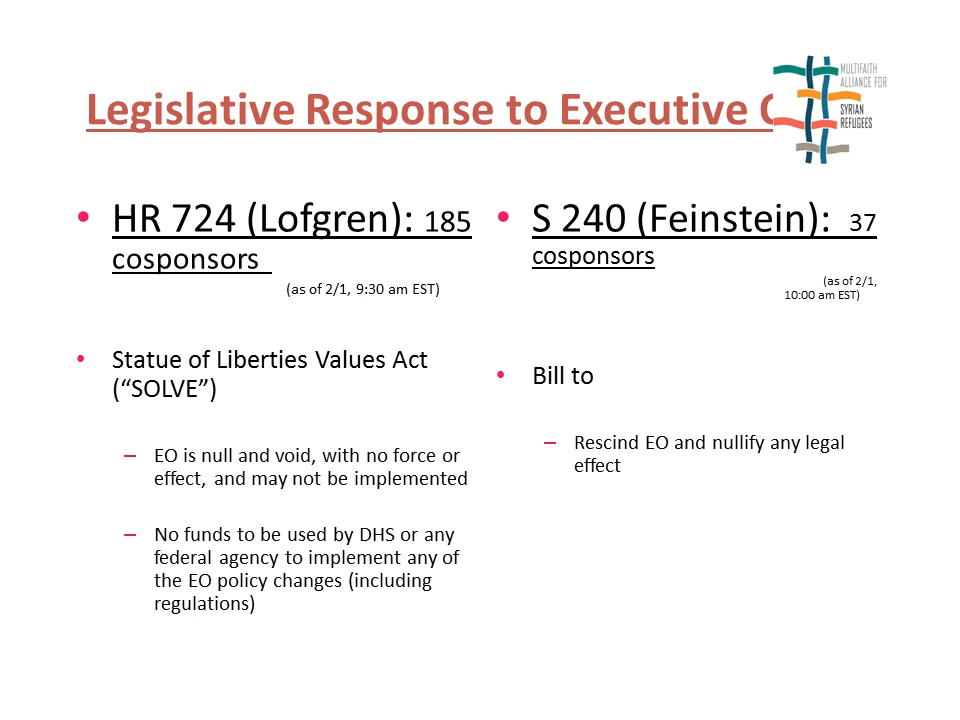 Legislative Response to Executive
MULTIFAITH
ALLIANCE FOR
SYRIAN
REFUGEES
• HR 724 (Lofgren): 185
cosponsors
(as of 2/1, 9:30 am EST)
• Statue of Liberties Values Act
(“SOLVE”)
– EO is null and void, with no force or
effect, and may not be implemented
– No funds to be used by DHS or any
federal agency to implement any of
the EO policy changes (including
regulations)
• S 240 (Feinstein): 37
cosponsors
(as of 2/1,
10:00 am EST)
• Bill to
– Rescind EO and nullify any legal
effect